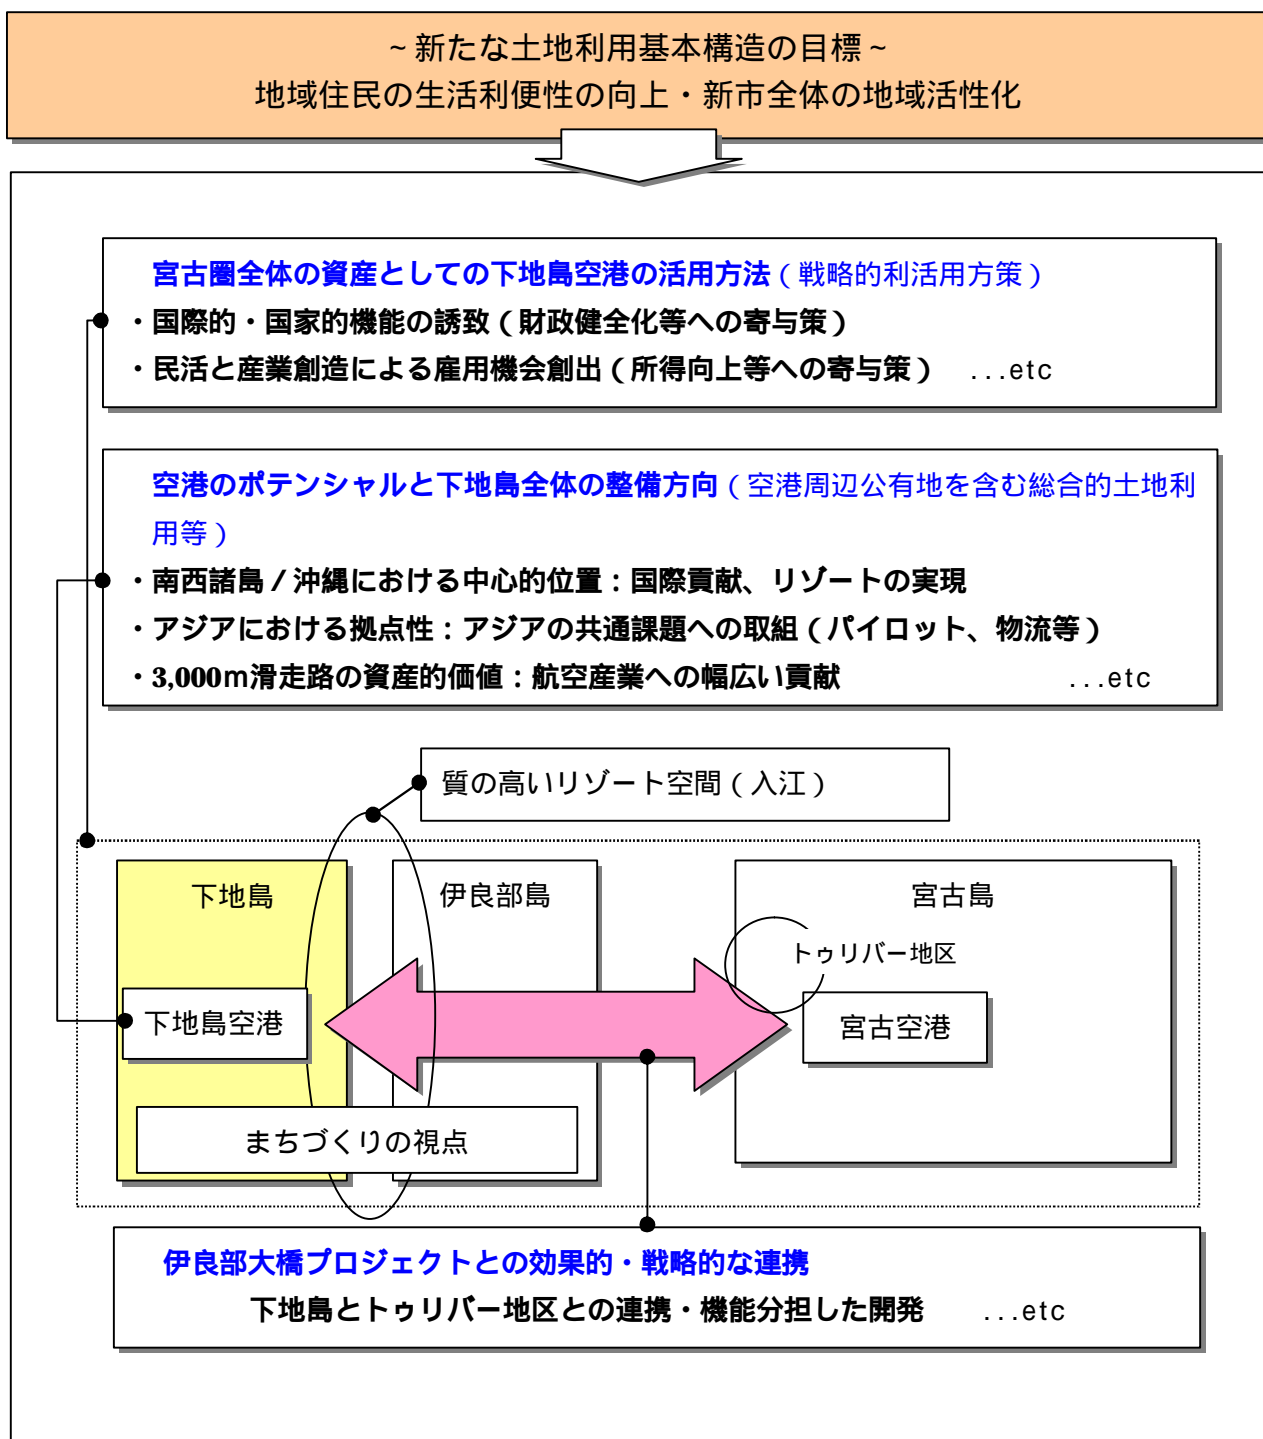 ~新たな土地利用基本構造の目標~
地域住民の生活利便性の向上・新市全体の地域活性化
宮古圏全体の資産としての下地島空港の活用方法（戦略的利活用方策）
・国際的・国家的機能の誘致（財政健全化等への寄与策）
・民活と産業創造による雇用機会創出（所得向上等への寄与策） ...etc
空港のポテンシャルと下地島全体の整備方向（空港周辺公有地を含む総合的土地利
用等）
・南西諸島／沖縄における中心的位置：国際貢献、リゾートの実現
・アジアにおける拠点性：アジアの共通課題への取組（パイロット、物流等）
・3,000m滑走路の資産的価値：航空産業への幅広い貢献 ...etc
質の高いリゾート空間（入江）
下地島
伊良部島
宮古島
トゥリバー地区
下地島空港
宮古空港
まちづくりの視点
伊良部大橋プロジェクトとの効果的・戦略的な連携
下地島とトゥリバー地区との連携・機能分担した開発 ...etc